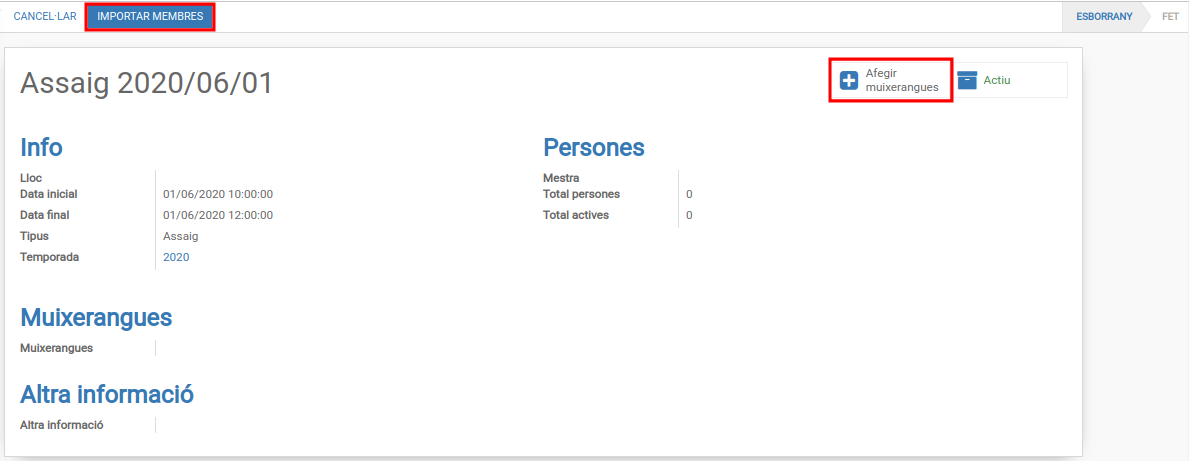 CANCEL·LAR IMPORTAR MEMBRES ESBORRANY FET
Assaig 2020/06/01
Afegir
muixerangues
Actiu
Info
Lloc
Data inicial 01/06/2020 10:00:00
Data final 01/06/2020 12:00:00
Tipus Assaig
Temporada 2020
Persones
Mestra
Total persones 0
Total actives 0
Muixerangues
Muixerangues
Altra informació
Altra informació